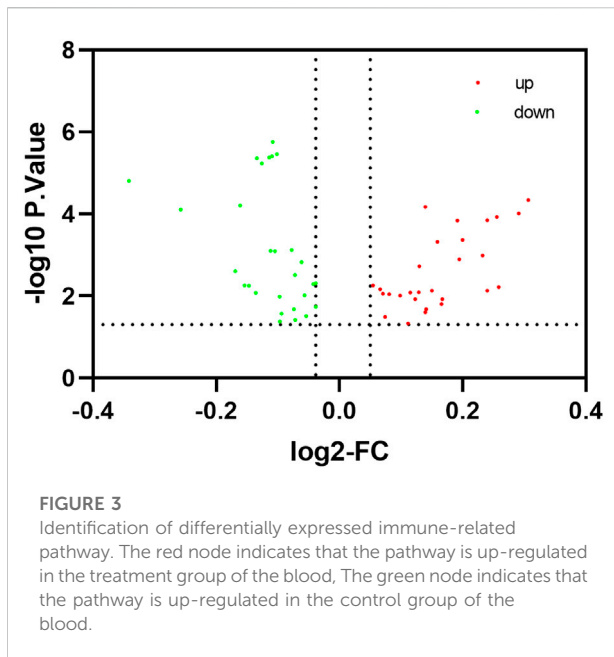 8
up
down
6
-log10 P.Value
4
2
0
-0.4 -0.2 0.0 0.2 0.4
log2-FC
FIGURE 3
Identification of differentially expressed immune-related
pathway. The red node indicates that the pathway is up-regulated
in the treatment group of the blood, The green node indicates that
the pathway is up-regulated in the control group of the
blood.